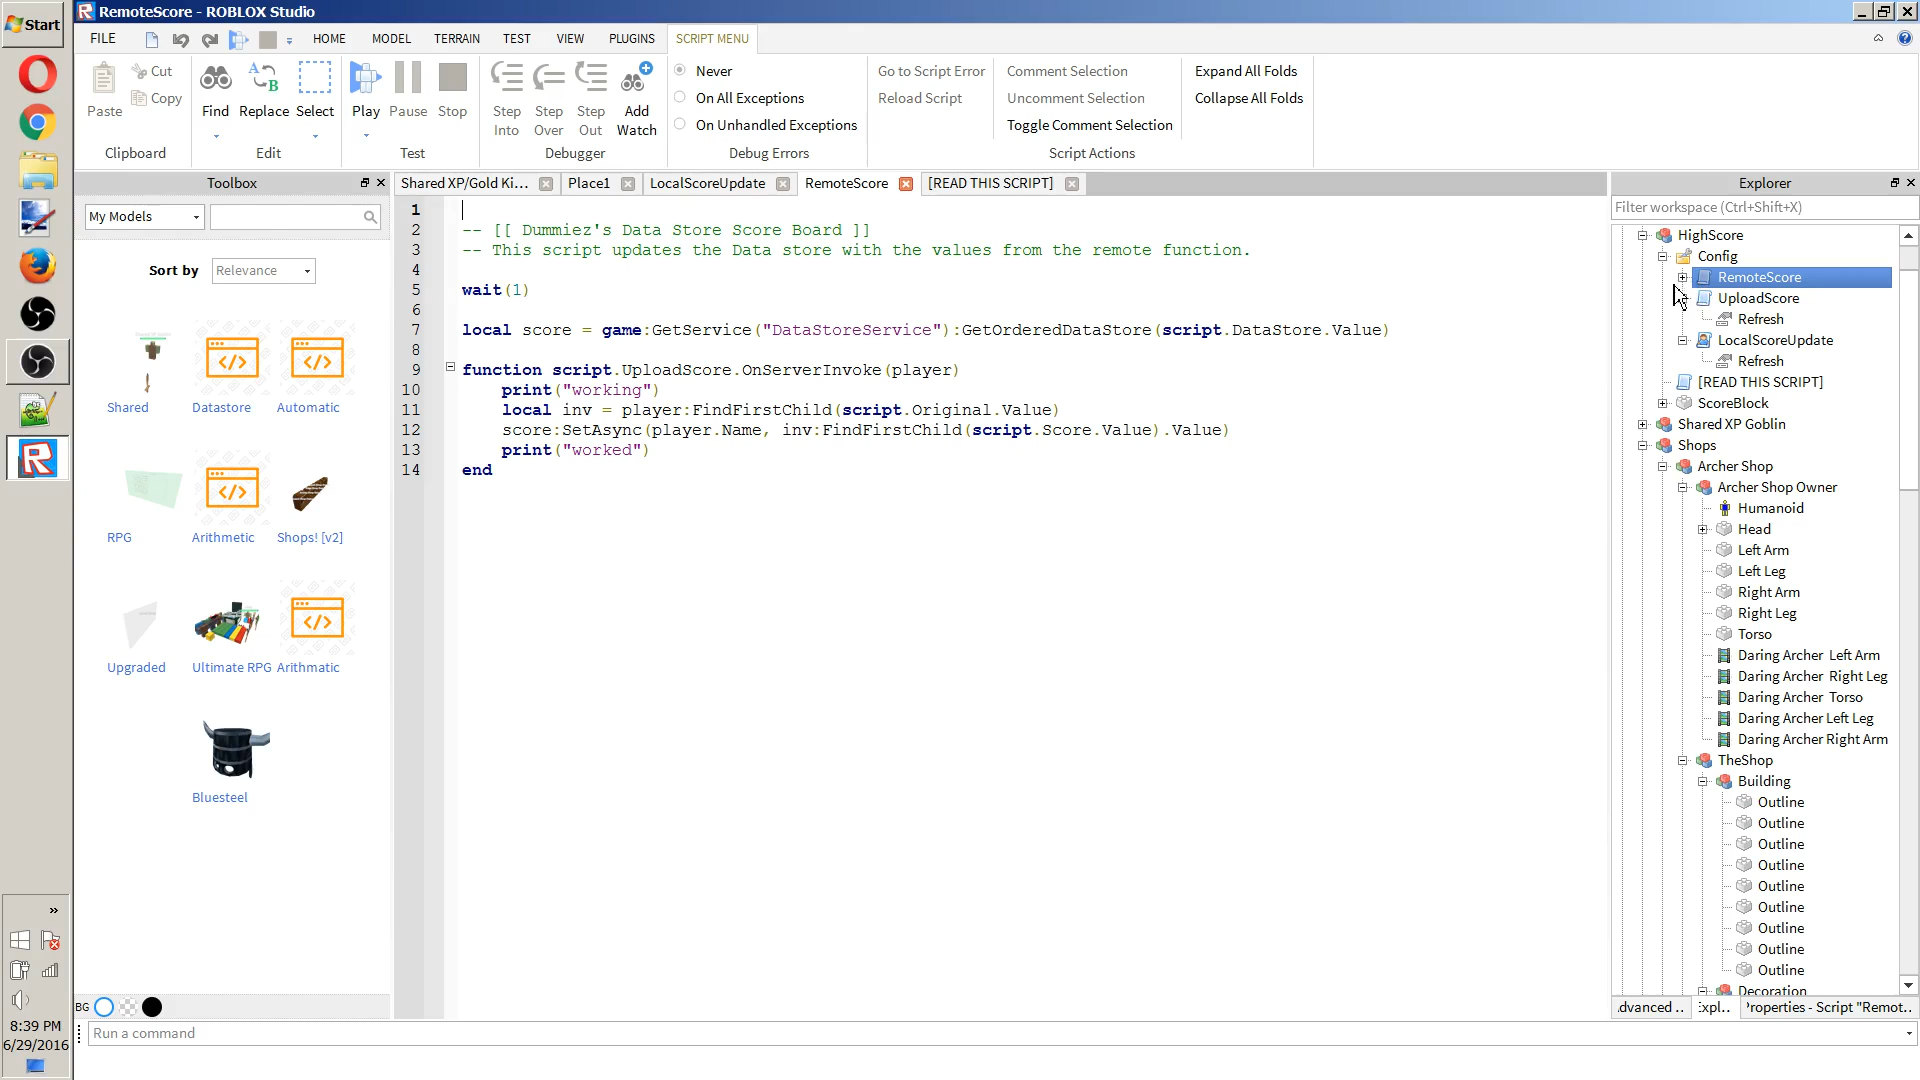 Start
RemoteScore - ROBLOX Studio
FILE
HOME
MODEL
TERRAIN
TEST
VIEW
PLUGINS
SCRIPT MENU
Paste
Cut
Copy
Clipboard
Find
Replace
Select
Edit
Play
Pause
Stop
Test
Step Into
Step Over
Step Out
Add Watch
Debugger
Never
On All Exceptions
On Unhandled Exceptions
Debug Errors
Go to Script Error
Reload Script
Comment Selection
Uncomment Selection
Toggle Comment Selection
Script Actions
Expand All Folds
Collapse All Folds
Toolbox
My Models
Sort by Relevance
Shared
Datastore
Automatic
RPG
Arithmetic
Shops! [v2]
Upgraded
Ultimate RPG
Arithmatic
Bluesteel
BG
Shared XP/Gold Ki...
Place1
LocalScoreUpdate
RemoteScore
[READ THIS SCRIPT]
1
2 -- [[ Dummiez's Data Store Score Board ]]
3 -- This script updates the Data store with the values from the remote function.
4
5 wait(1)
6
7 local score = game:GetService("DataStoreService"):GetOrderedDataStore(script.DataStore.Value)
8
9 function script.UploadScore.OnServerInvoke(player)
10 print("working")
11 local inv = player:FindFirstChild(script.Original.Value)
12 score:SetAsync(player.Name, inv:FindFirstChild(script.Score.Value).Value)
13 print("worked")
14 end
Explorer
Filter workspace (Ctrl+Shift+X)
HighScore
Config
RemoteScore
UploadScore
Refresh
LocalScoreUpdate
Refresh
[READ THIS SCRIPT]
ScoreBlock
Shared XP Goblin
Shops
Archer Shop
Archer Shop Owner
Humanoid
Head
Left Arm
Left Leg
Right Arm
Right Leg
Torso
Daring Archer Left Arm
Daring Archer Right Leg
Daring Archer Torso
Daring Archer Left Leg
Daring Archer Right Arm
TheShop
Building
Outline
Outline
Outline
Outline
Outline
Outline
Outline
Outline
Outline
Decoration
dvanced ..
Expl..
Properties - Script "Remot..
Run a command
8:39 PM
6/29/2016